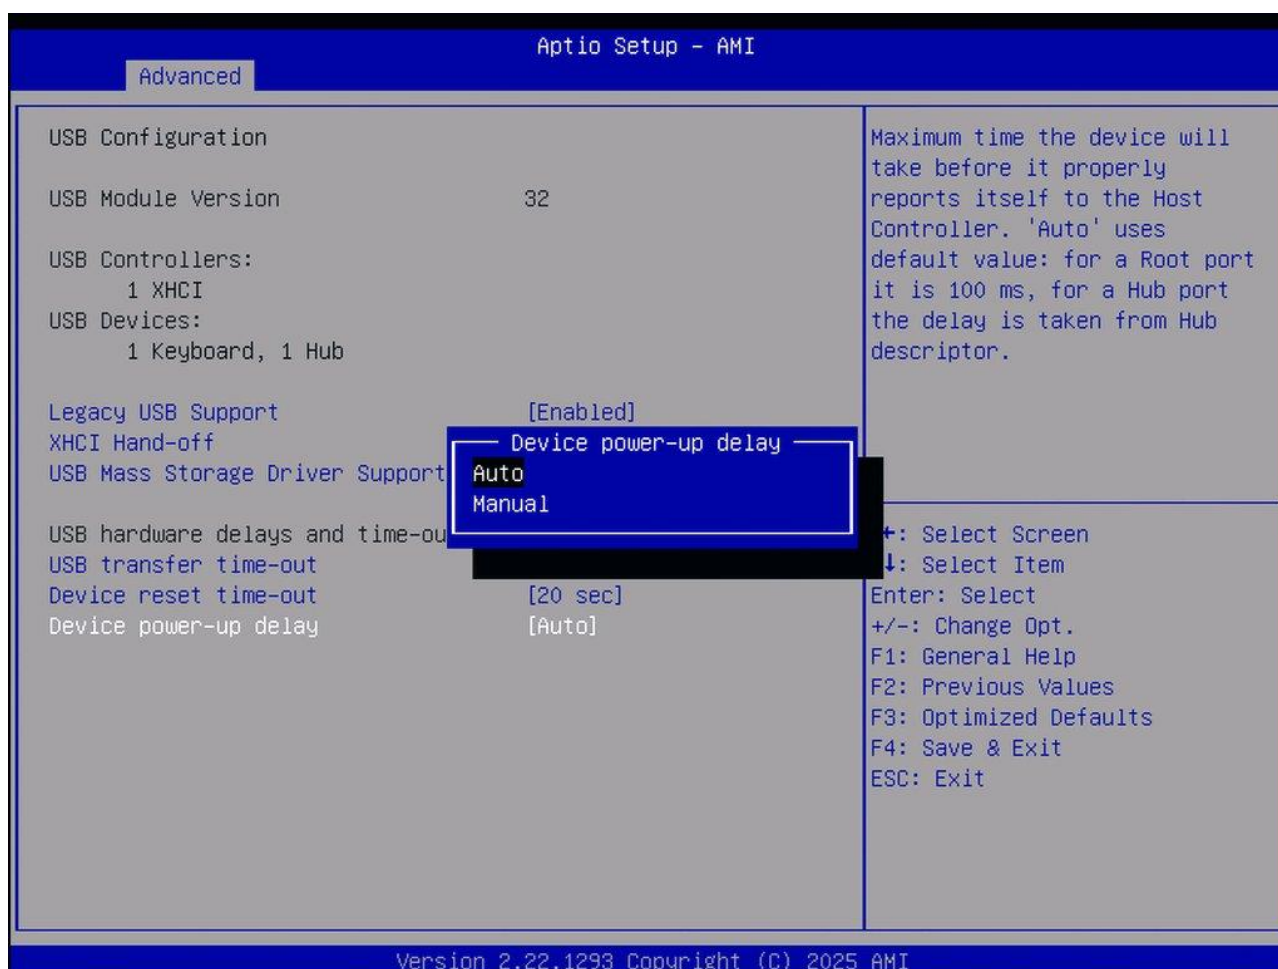 Aptio Setup – AMI
Advanced
USB Configuration
USB Module Version 32
USB Controllers:
1 XHCI
USB Devices:
1 Keyboard, 1 Hub
Legacy USB Support [Enabled]
XHCI Hand-off
USB Mass Storage Driver Support
USB hardware delays and time-ou
USB transfer time-out
Device reset time-out [20 sec]
Device power-up delay [Auto]
Device power-up delay
Auto
Manual
Maximum time the device will
take before it properly
reports itself to the Host
Controller. 'Auto' uses
default value: for a Root port
it is 100 ms, for a Hub port
the delay is taken from Hub
descriptor.
: Select Screen
↓: Select Item
Enter: Select
+/-: Change Opt.
F1: General Help
F2: Previous Values
F3: Optimized Defaults
F4: Save & Exit
ESC: Exit
Version 2.22.1293 Copyright (C) 2025 AMI